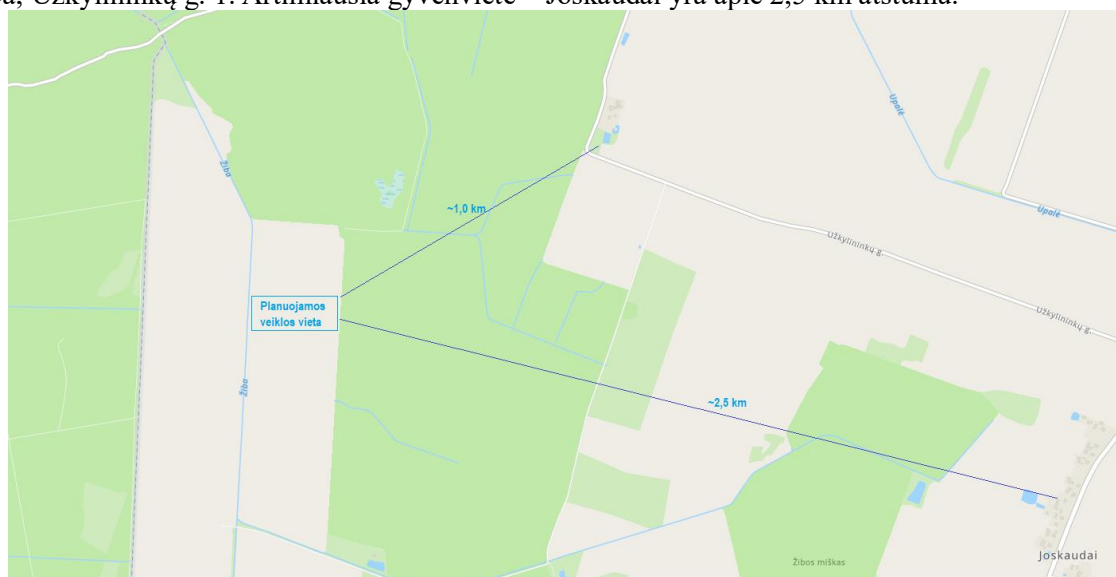 Užkylininkų g. 1. Artimiausia gyvenvietė – Joskaudai yra apie 2,5 km atstumu.
Upalė
Žiba
~1,0 km
Upalė
Užkylininkų g.
Planuojamos
veiklos vieta
Užkylininkų g.
Žiba
~2,5 km
Joskaudai
Žibos miškas